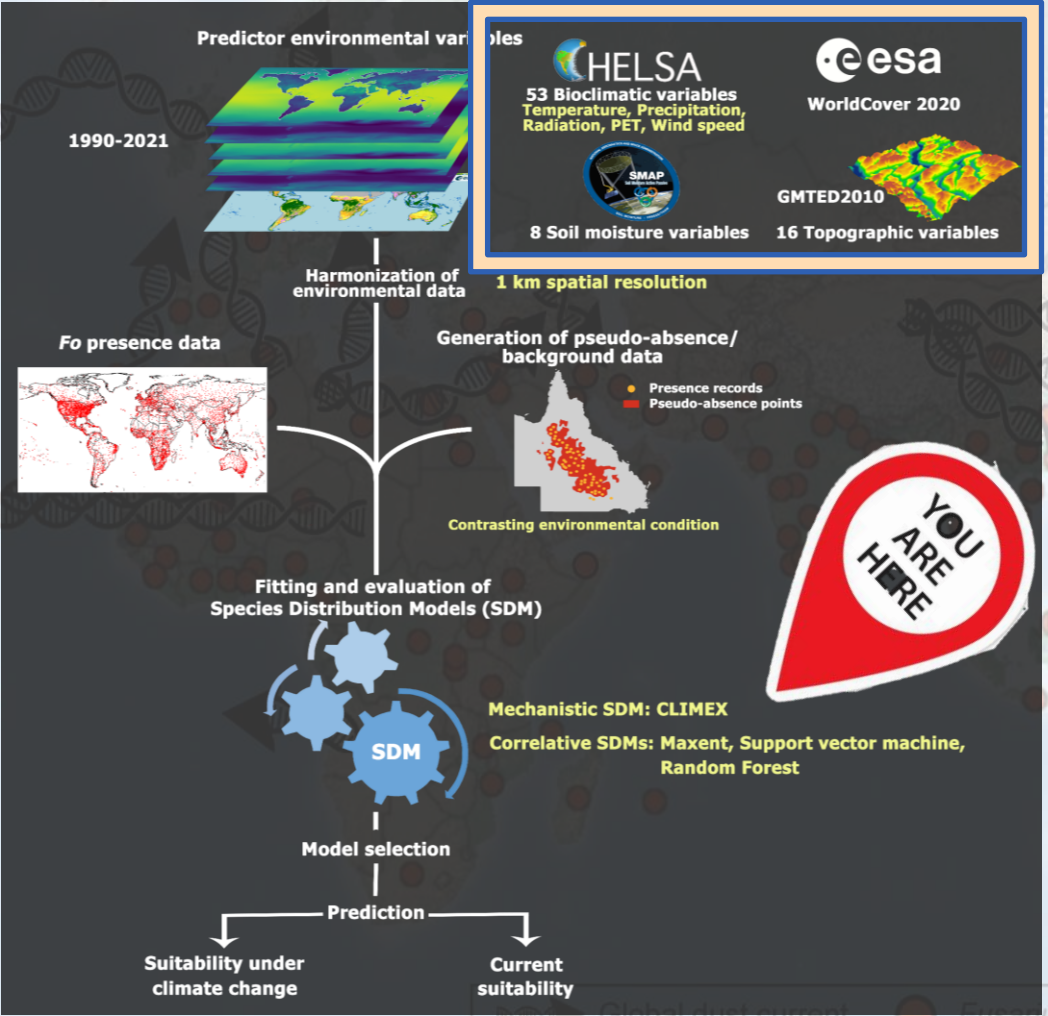 Predictor environmental variables
1990-2021
CHELSA
53 Bioclimatic variables
Temperature, Precipitation,
Radiation, PET, Wind speed
esa
WorldCover 2020
SMAP
8 Soil moisture variables
GMTED2010
16 Topographic variables
Harmonization of
environmental data
1 km spatial resolution
Fo presence data
Generation of pseudo-absence/
background data
Presence records
Pseudo-absence points
Contrasting environmental condition
YOU
ARE
HERE
Fitting and evaluation of
Species Distribution Models (SDM)
SDM
Mechanistic SDM: CLIMEX
Correlative SDMs: Maxent, Support vector machine,
Random Forest
Model selection
Prediction
Suitability under
climate change
Current
suitability
Global dust current
Fusari